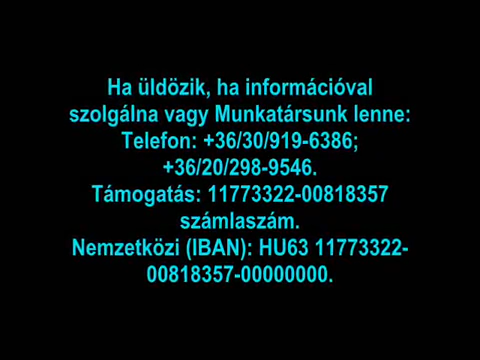 Ha üldözik, ha információval
szolgálna vagy Munkatársunk lenne:
Telefon: +36/30/919-6386;
+36/20/298-9546.
Támogatás: 11773322-00818357
számlaszám.
Nemzetközi (IBAN): HU63 11773322-
00818357-00000000.